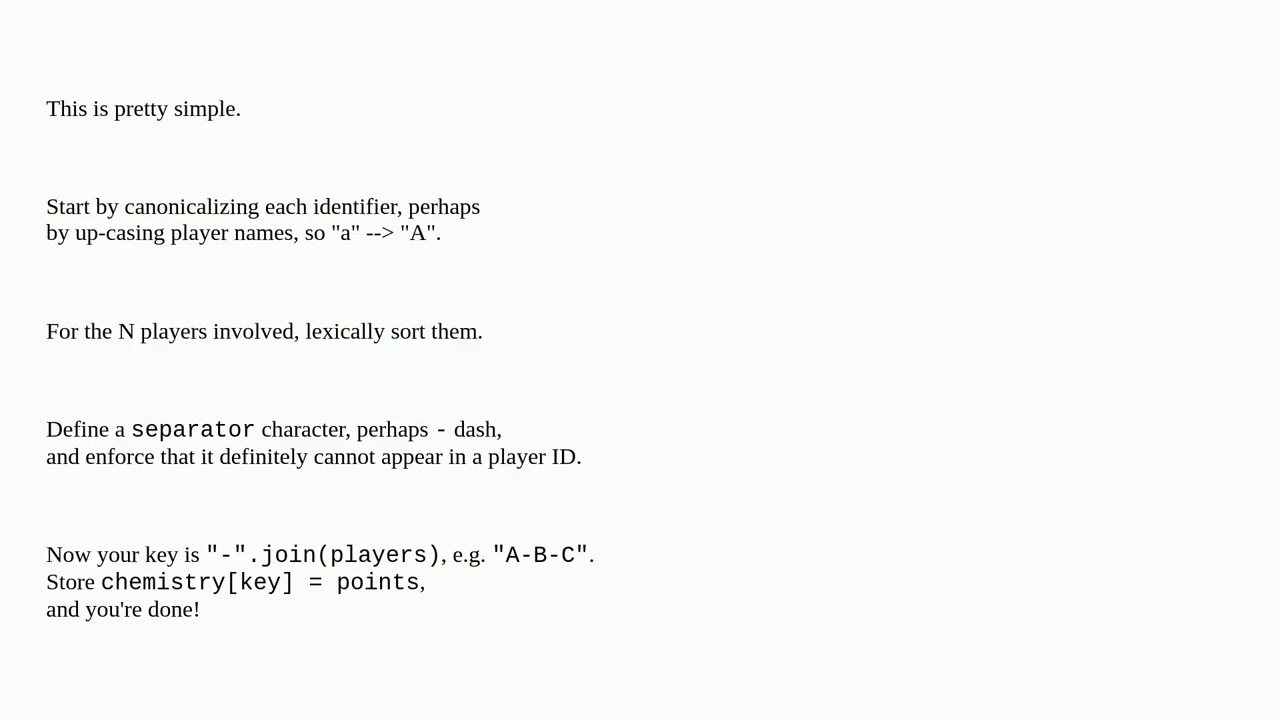 This is pretty simple.
Start by canonicalizing each identifier, perhaps
by up-casing player names, so "a" --> "A".
For the N players involved, lexically sort them.
Define a separator character, perhaps - dash,
and enforce that it definitely cannot appear in a player ID.
Now your key is "-".join(players), e.g. "A-B-C".
Store chemistry[key] = points,
and you're done!